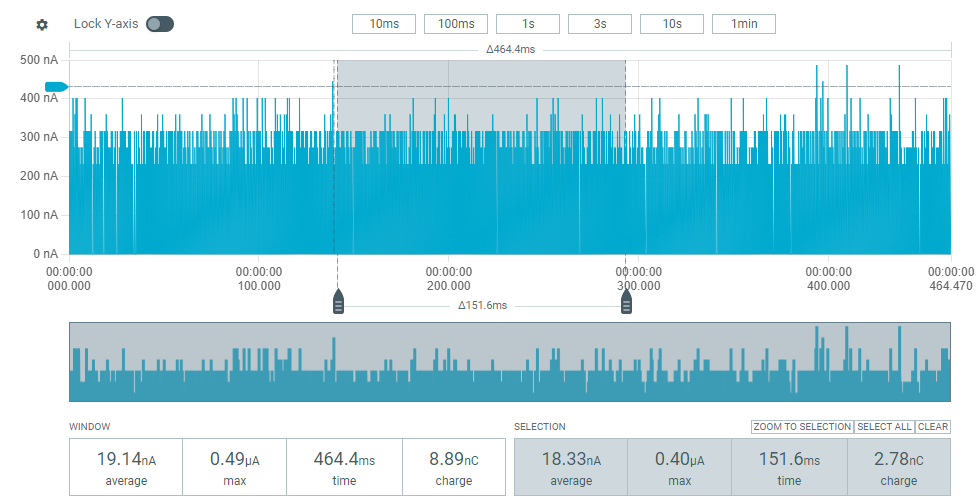 Lock Y-axis 10ms 100ms 1s 3s 10s 1min
Δ464.4ms
500 nA
400 nA
300 nA
200 nA
100 nA
0 nA
00:00:00 00:00:00 00:00:00 00:00:00 00:00:00 00:00:00
000.000 100.000 200.000 300.000 400.000 464.470
Δ151.6ms
WINDOW SELECTION ZOOM TO SELECTION SELECT ALL CLEAR
19.14nA 0.49μA 464.4ms 8.89nC 18.33nA 0.40μA 151.6ms 2.78nC
average max time charge average max time charge